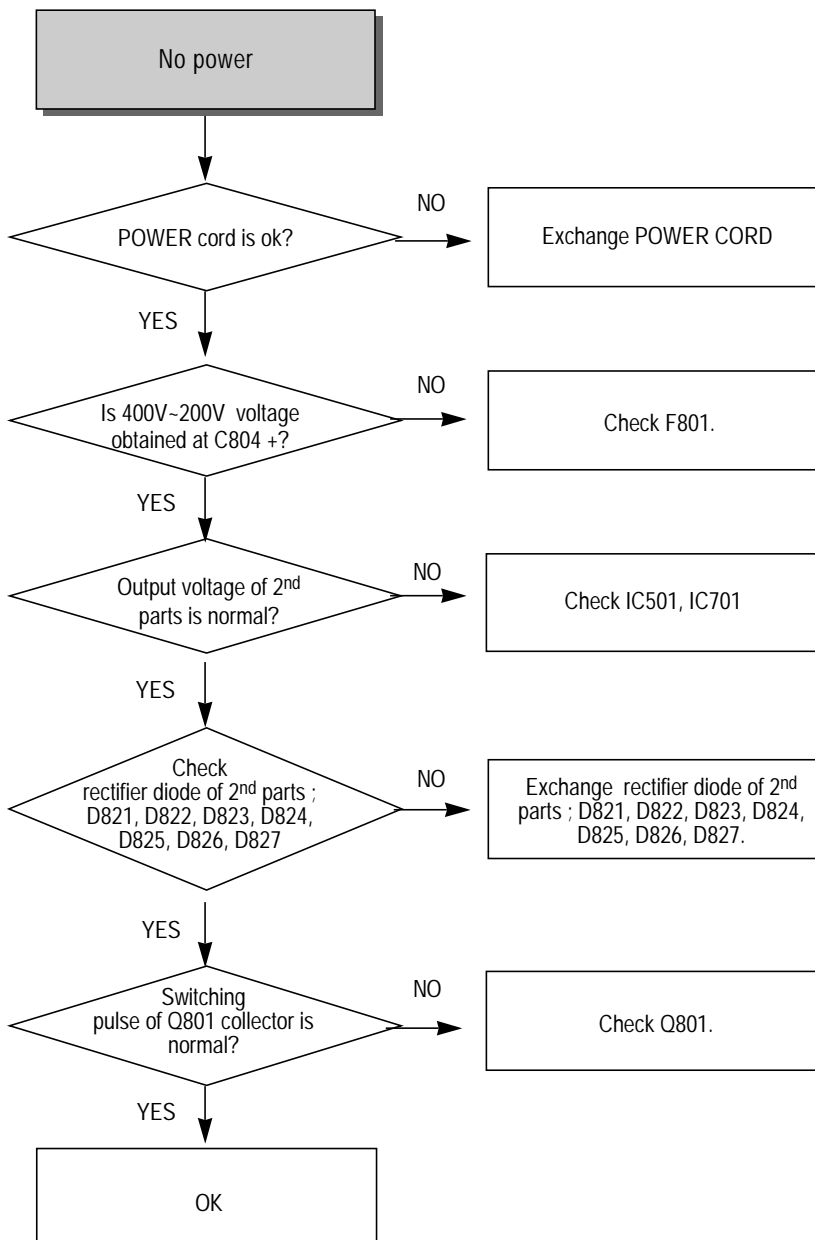 No power
POWER cord is ok?
NO
Exchange POWER CORD
YES
Is 400V~200V voltage
obtained at C804 +?
NO
Check F801.
YES
Output voltage of 2nd
parts is normal?
NO
Check IC501, IC701
YES
Check
rectifier diode of 2nd parts ;
D821, D822, D823, D824,
D825, D826, D827
NO
Exchange rectifier diode of 2nd
parts ; D821, D822, D823, D824,
D825, D826, D827.
YES
Switching
pulse of Q801 collector is
normal?
NO
Check Q801.
YES
OK